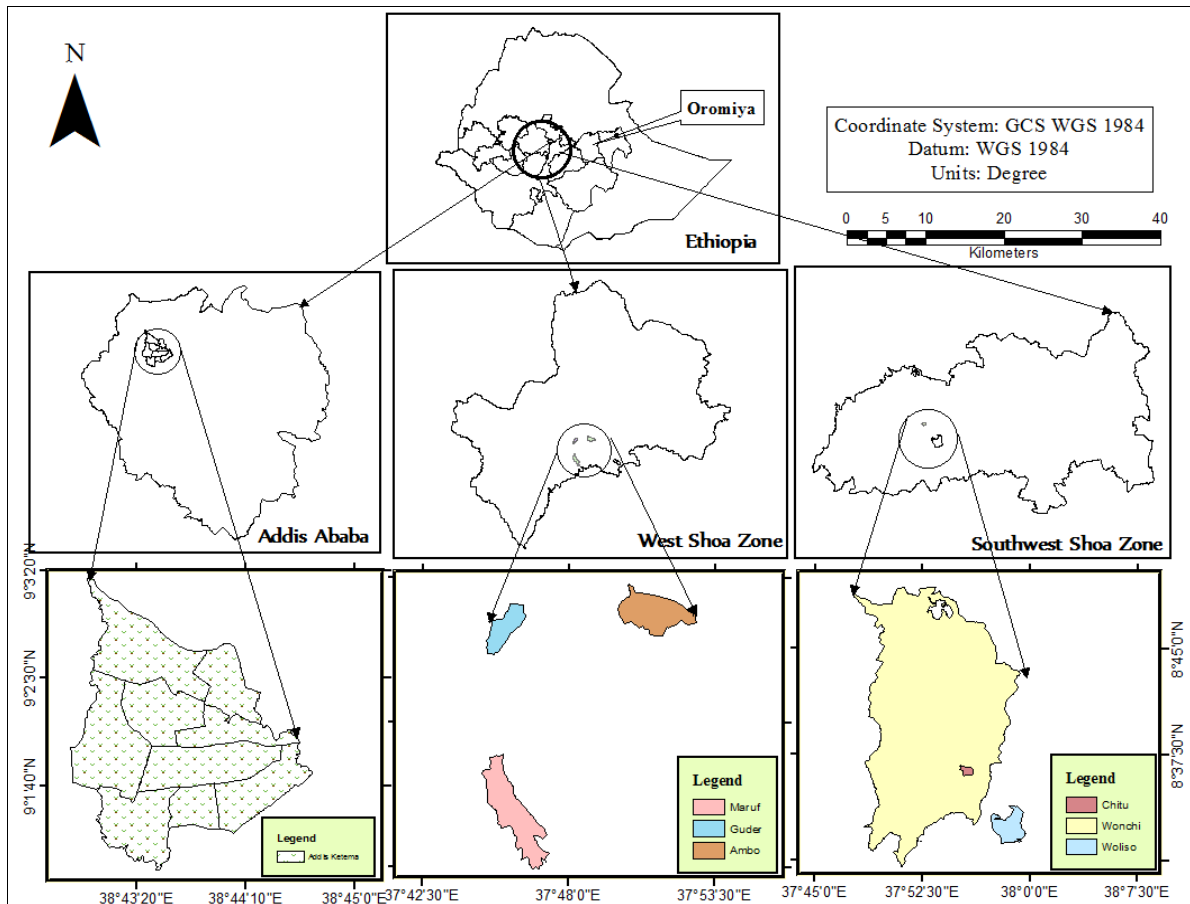 N
Oromiya
Ethiopia
Coordinate System: GCS WGS 1984
Datum: WGS 1984
Units: Degree
0 5 10 20 30 40
Kilometers
Addis Ababa
West Shoa Zone
Southwest Shoa Zone
9°3'20"N
9°2'30"N
9°1'40"N
Legend
Addis Ketema
38°43'20"E 38°44'10"E 38°45'0"E
Legend
Maruf
Guder
Ambo
37°42'30"E 37°48'0"E 37°53'30"E
8°45'0"N
8°37'30"N
Legend
Chitu
Wonchi
Woliso
37°45'0"E 37°52'30"E 38°0'0"E 38°7'30"E